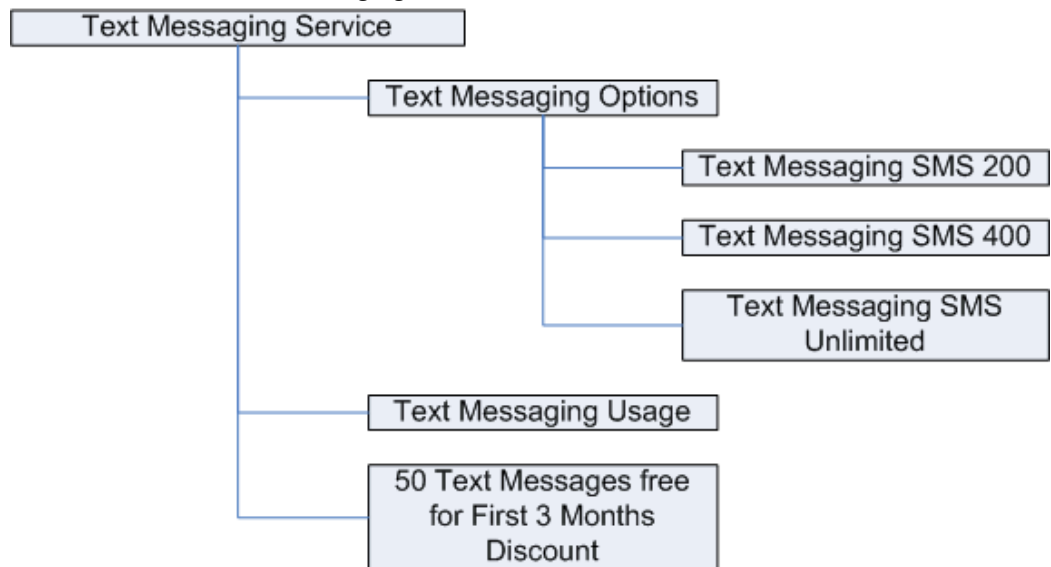 Text Messaging Service
Text Messaging Options
Text Messaging SMS 200
Text Messaging SMS 400
Text Messaging SMS
Unlimited
Text Messaging Usage
50 Text Messages free
for First 3 Months
Discount